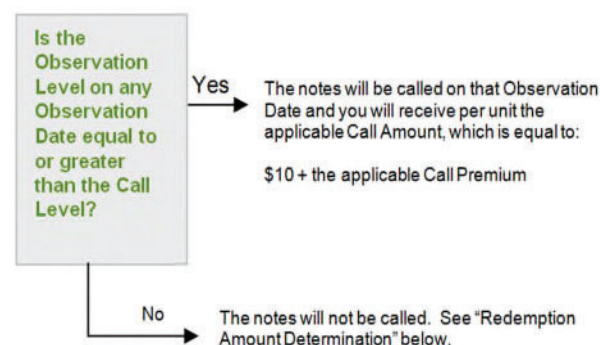 Is the
Observation
Level on any
Observation
Date equal to
or greater
than the Call
Level?
Yes
The notes will be called on that Observation
Date and you will receive per unit the
applicable Call Amount, which is equal to:
$10 + the applicable Call Premium
No
The notes will not be called. See “Redemption
Amount Determination” below.